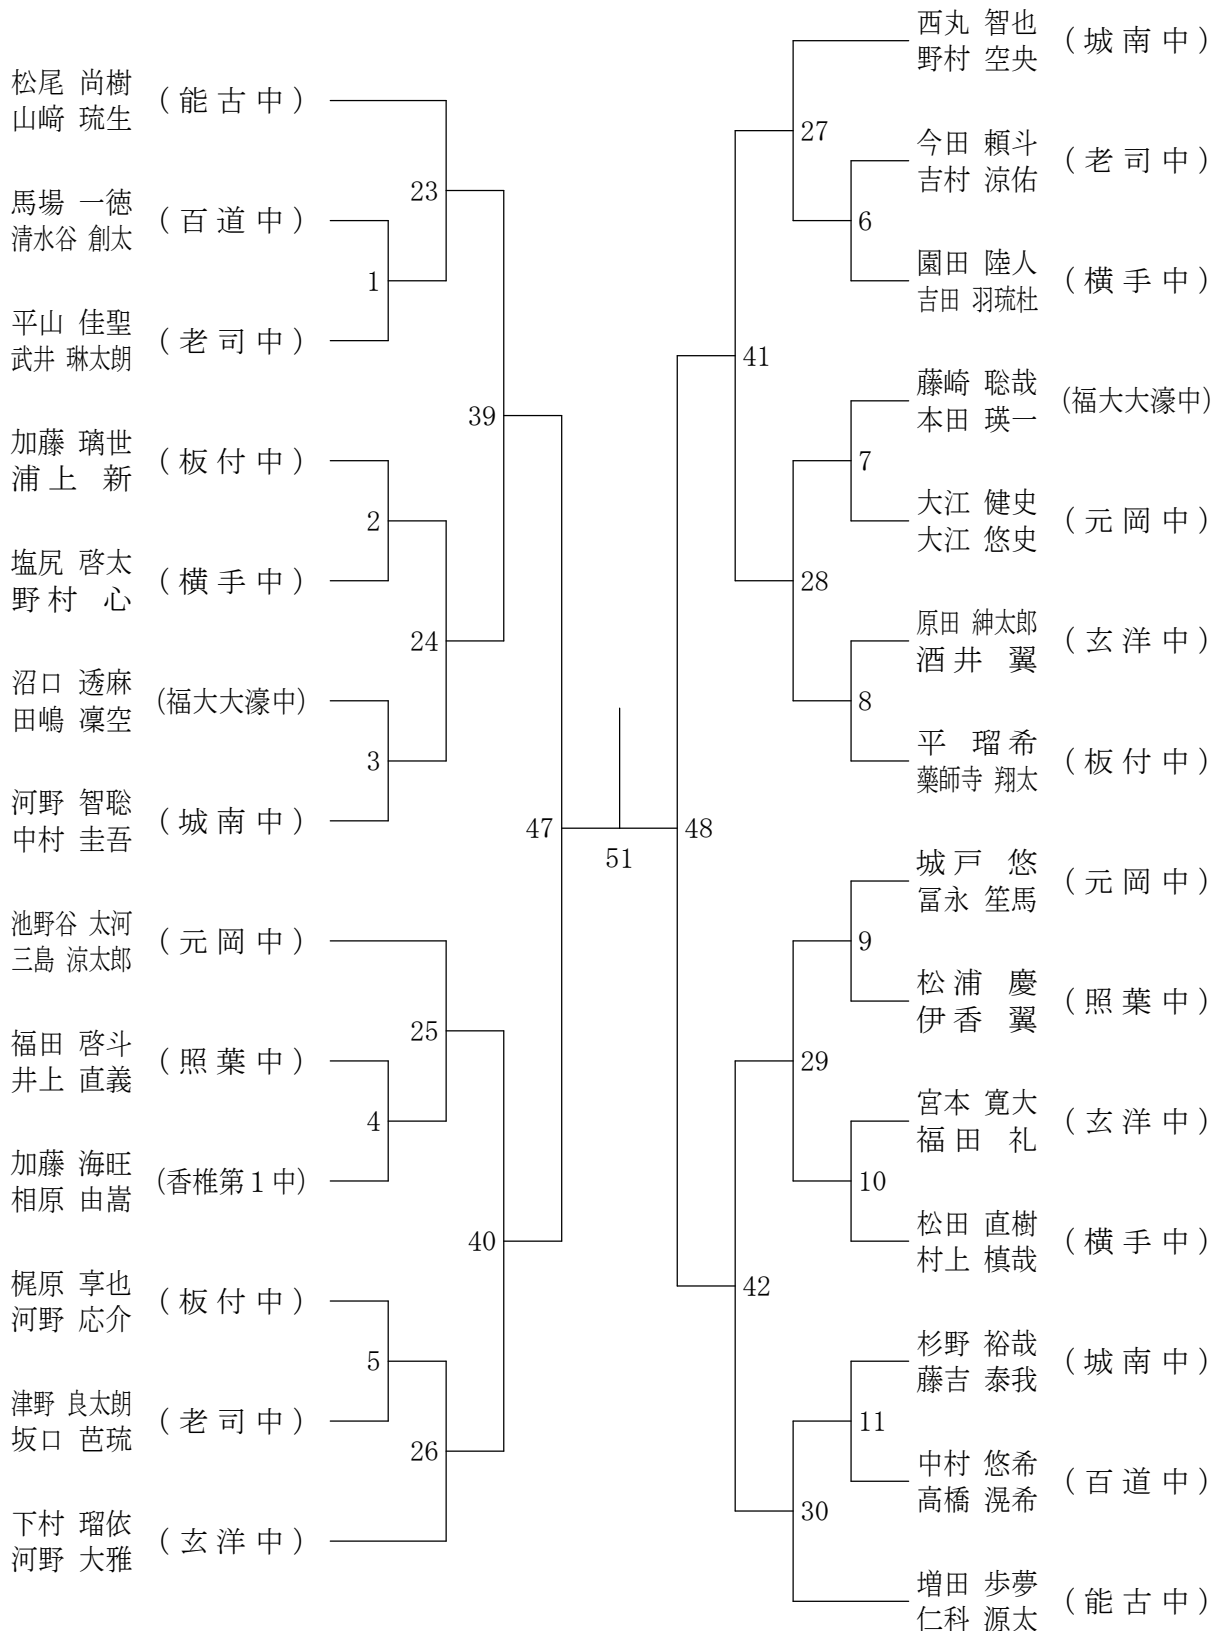 松尾 尚樹
山﨑 琉生
(能古中)
馬場 一徳
清水谷 創太
(百道中)
平山 佳聖
武井 琳太朗
(老司中)
加藤 璃世
浦上 新
(板付中)
塩尻 啓太
野村 心
(横手中)
沼口 透麻
田嶋 凜空
(福大大濠中)
河野 智聡
中村 圭吾
(城南中)
池野谷 太河
三島 涼太郎
(元岡中)
福田 啓斗
井上 直義
(照葉中)
加藤 海旺
相原 由嵩
(香椎第1中)
梶原 享也
河野 応介
(板付中)
津野 良太朗
坂口 芭琉
(老司中)
下村 瑠依
河野 大雅
(玄洋中)
23
1
39
2
24
3
47
25
4
40
5
26
51
48
27
6
41
7
28
8
9
29
10
42
11
30
西丸 智也
野村 空央
(城南中)
今田 頼斗
吉村 涼佑
(老司中)
園田 陸人
吉田 羽琉杜
(横手中)
藤崎 聡哉
本田 瑛一
(福大大濠中)
大江 健史
大江 悠史
(元岡中)
原田 紳太郎
酒井 翼
(玄洋中)
平 瑠希
藥師寺 翔太
(板付中)
城戸 悠
冨永 笙馬
(元岡中)
松浦 慶
伊香 翼
(照葉中)
宮本 寛大
福田 礼
(玄洋中)
松田 直樹
村上 槙哉
(横手中)
杉野 裕哉
藤吉 泰我
(城南中)
中村 悠希
高橋 滉希
(百道中)
増田 歩夢
仁科 源太
(能古中)